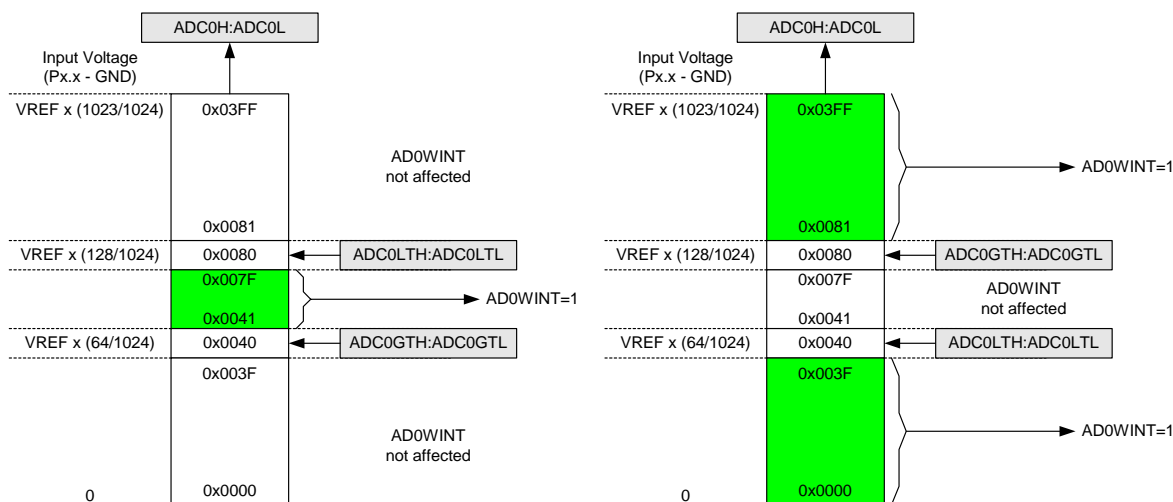 ADC0H:ADC0L
Input Voltage
(Px.x - GND)
VREF x (1023/1024)
0x03FF
AD0WINT
not affected
0x0081
VREF x (128/1024)
0x0080
ADC0LTH:ADC0LTL
0x007F
AD0WINT=1
0x0041
VREF x (64/1024)
0x0040
ADC0GTH:ADC0GTL
0x003F
AD0WINT
not affected
0
0x0000
ADC0H:ADC0L
Input Voltage
(Px.x - GND)
VREF x (1023/1024)
0x03FF
AD0WINT=1
0x0081
VREF x (128/1024)
0x0080
ADC0GTH:ADC0GTL
0x007F
AD0WINT
not affected
0x0041
VREF x (64/1024)
0x0040
ADC0LTH:ADC0LTL
0x003F
AD0WINT=1
0
0x0000